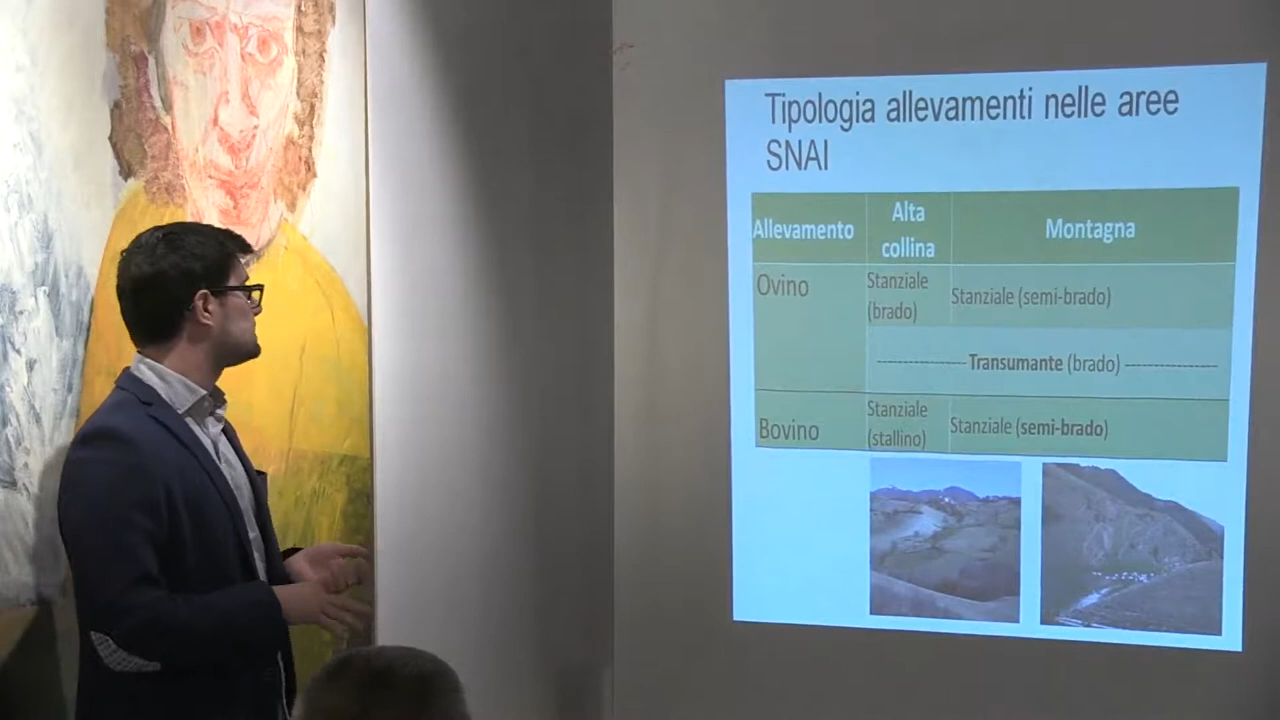 Tipologia allevamenti nelle aree
SNAI
Allevamento
Alta
collina
Montagna
Ovino
Stanziale
(brado)
Stanziale (semi-brado)
Transumante (brado)
Bovino
Stanziale
(stallino)
Stanziale (semi-brado)